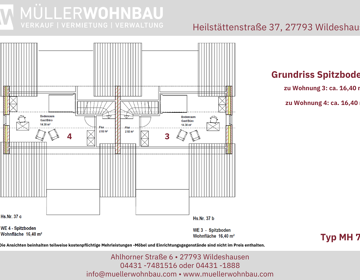 MÜLLERWOHNBAU
VERKAUF | VERMIETUNG | VERWALTUNG
Heilstättenstraße 37, 27793 Wildeshause
Grundriss Spitzbode
zu Wohnung 3: ca. 16,40 m
zu Wohnung 4: ca. 16,40 m
4
3
Hs.Nr. 37 c
WE 4 - Spitzboden
Wohnfläche 16,40 m²
Hs.Nr. 37 b
WE 3 - Spitzboden
Wohnfläche 16,40 m²
Typ MH 7
Die Ansichten beinhalten teilweise kostenpflichtige Mehrleistungen -Möbel und Einrichtungsgegenstände sind nicht im Preis enthalten.
Ahlhorner Straße 6 • 27793 Wildeshausen
04431 -7481516 oder 04431 -1888
info@muellerwohnbau.com • www.muellerwohnbau.com